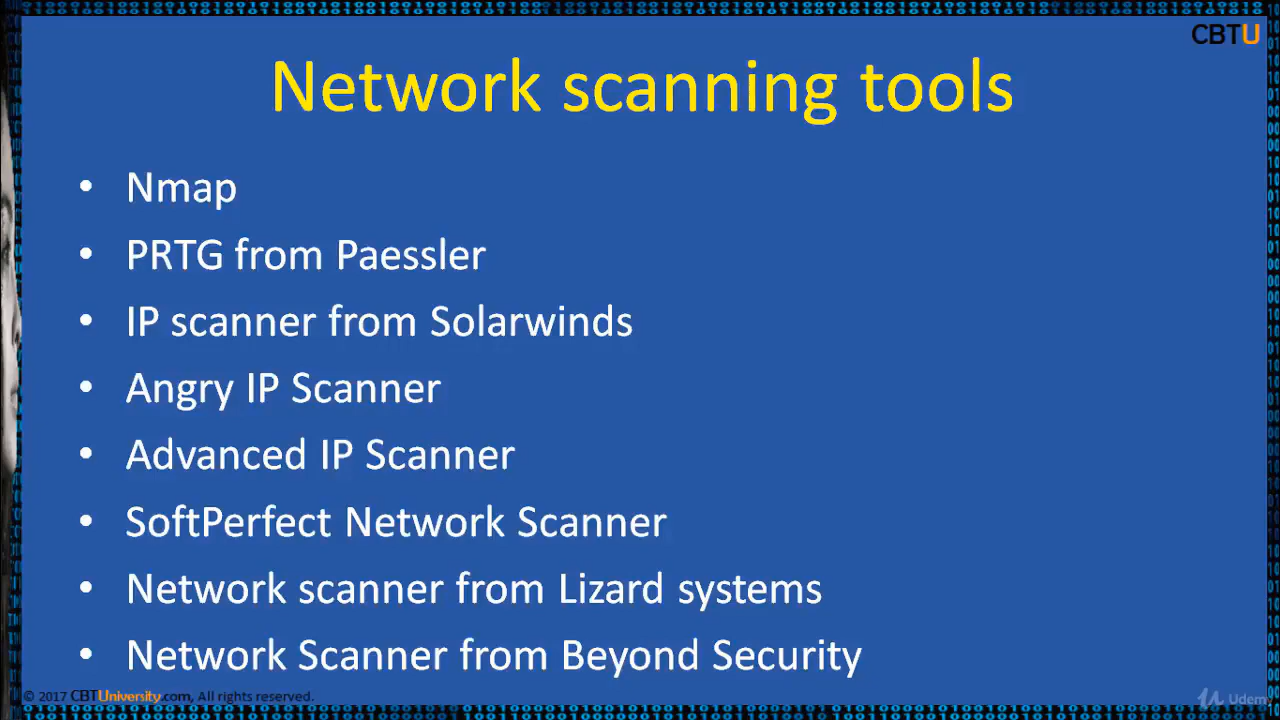 CBTU
Network scanning tools
• Nmap
• PRTG from Paessler
• IP scanner from Solarwinds
• Angry IP Scanner
• Advanced IP Scanner
• SoftPerfect Network Scanner
• Network scanner from Lizard systems
• Network Scanner from Beyond Security
© 2017 CBTUniversity.com, All rights reserved.
Udemy